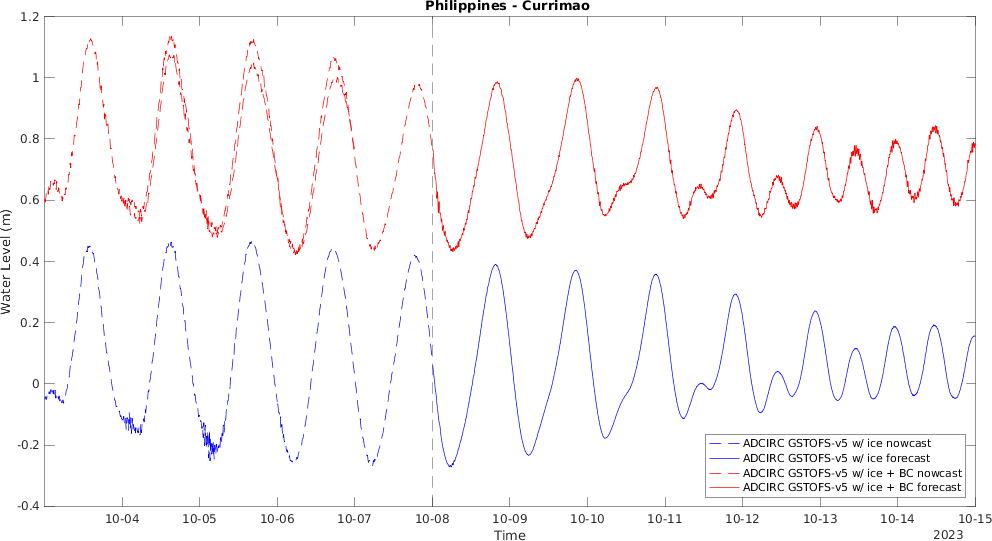 Philippines - Currimao
1.2
1
0.8
0.6
0.4
0.2
0
-0.2
-0.4
Water Level (m)
ADCIRC GSTOFS-v5 w/ ice nowcast
ADCIRC GSTOFS-v5 w/ ice forecast
ADCIRC GSTOFS-v5 w/ ice + BC nowcast
ADCIRC GSTOFS-v5 w/ ice + BC forecast
10-04 10-05 10-06 10-07 10-08 10-09 10-10 10-11 10-12 10-13 10-14 10-15
Time
2023